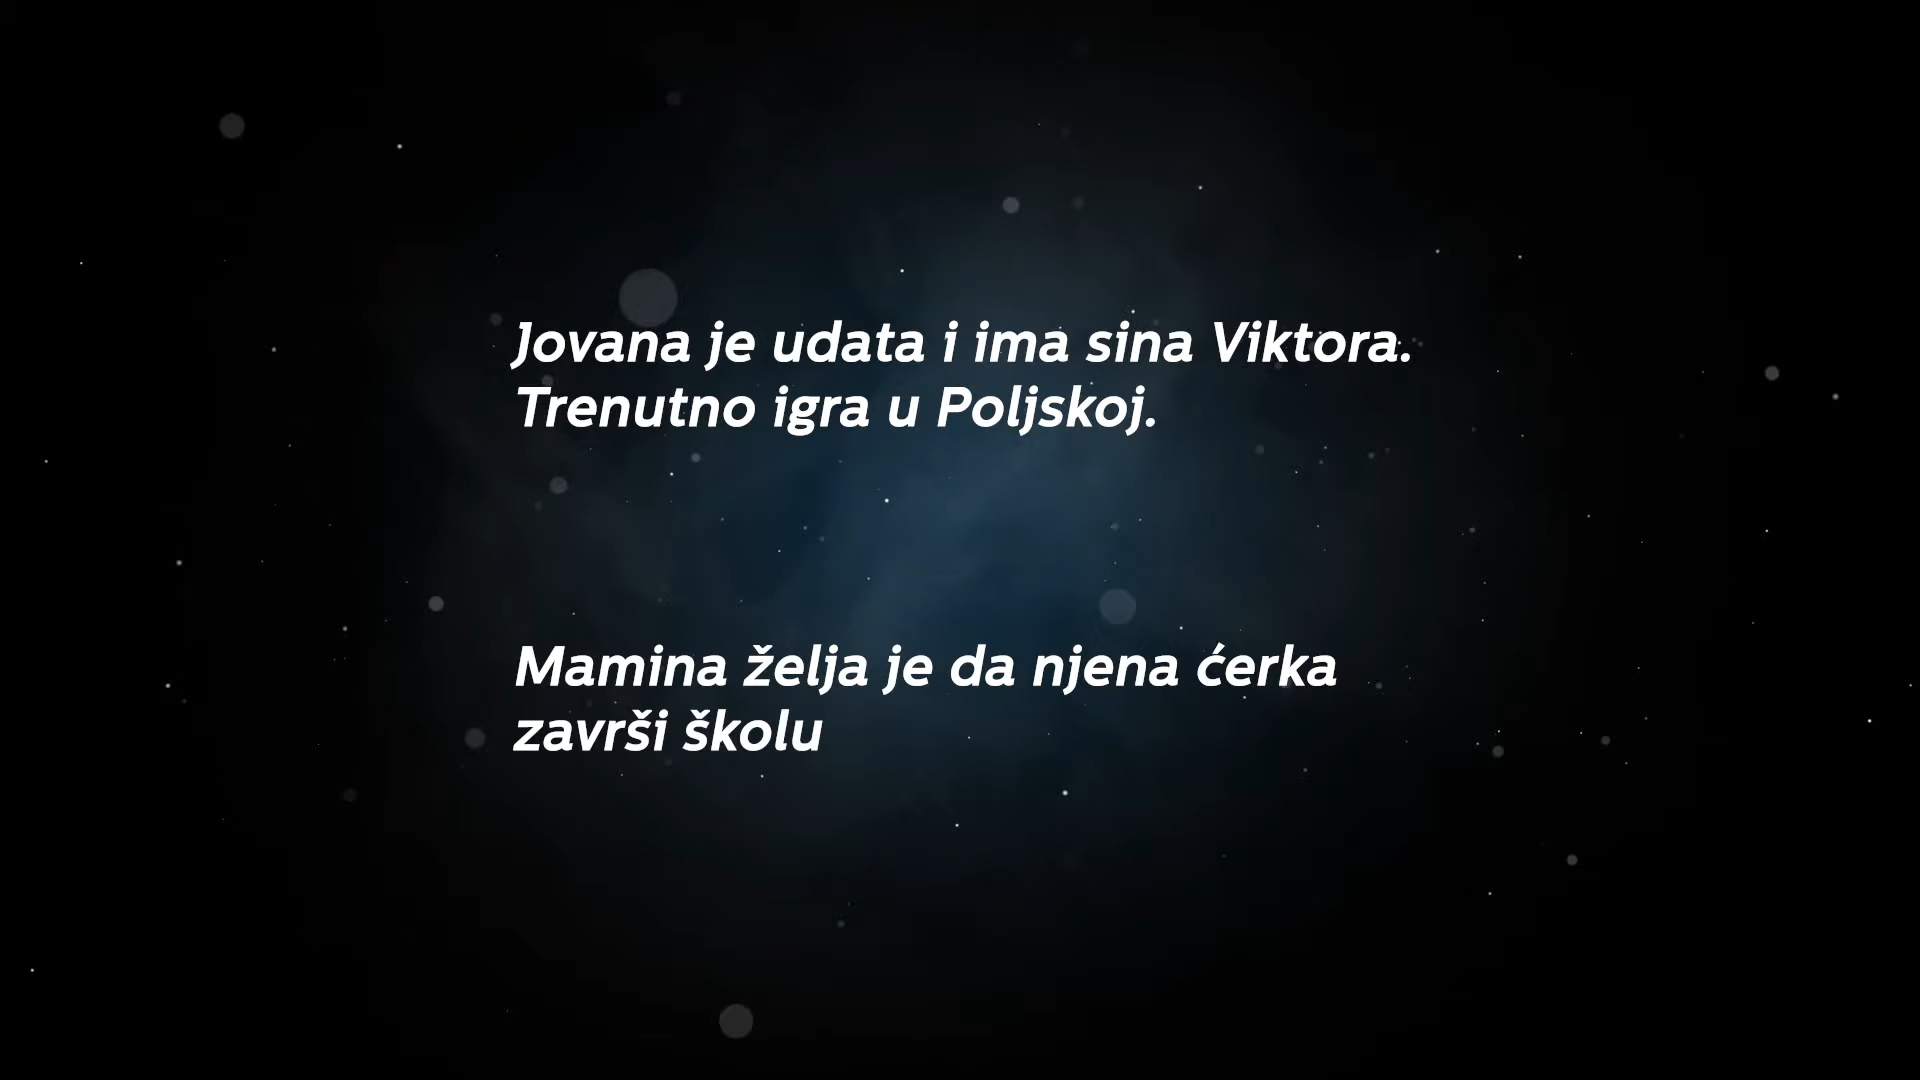 Jovana je udata i ima sina Viktora.
Trenutno igra u Poljskoj.
Mamina želja je da njena ćerka
završi školu